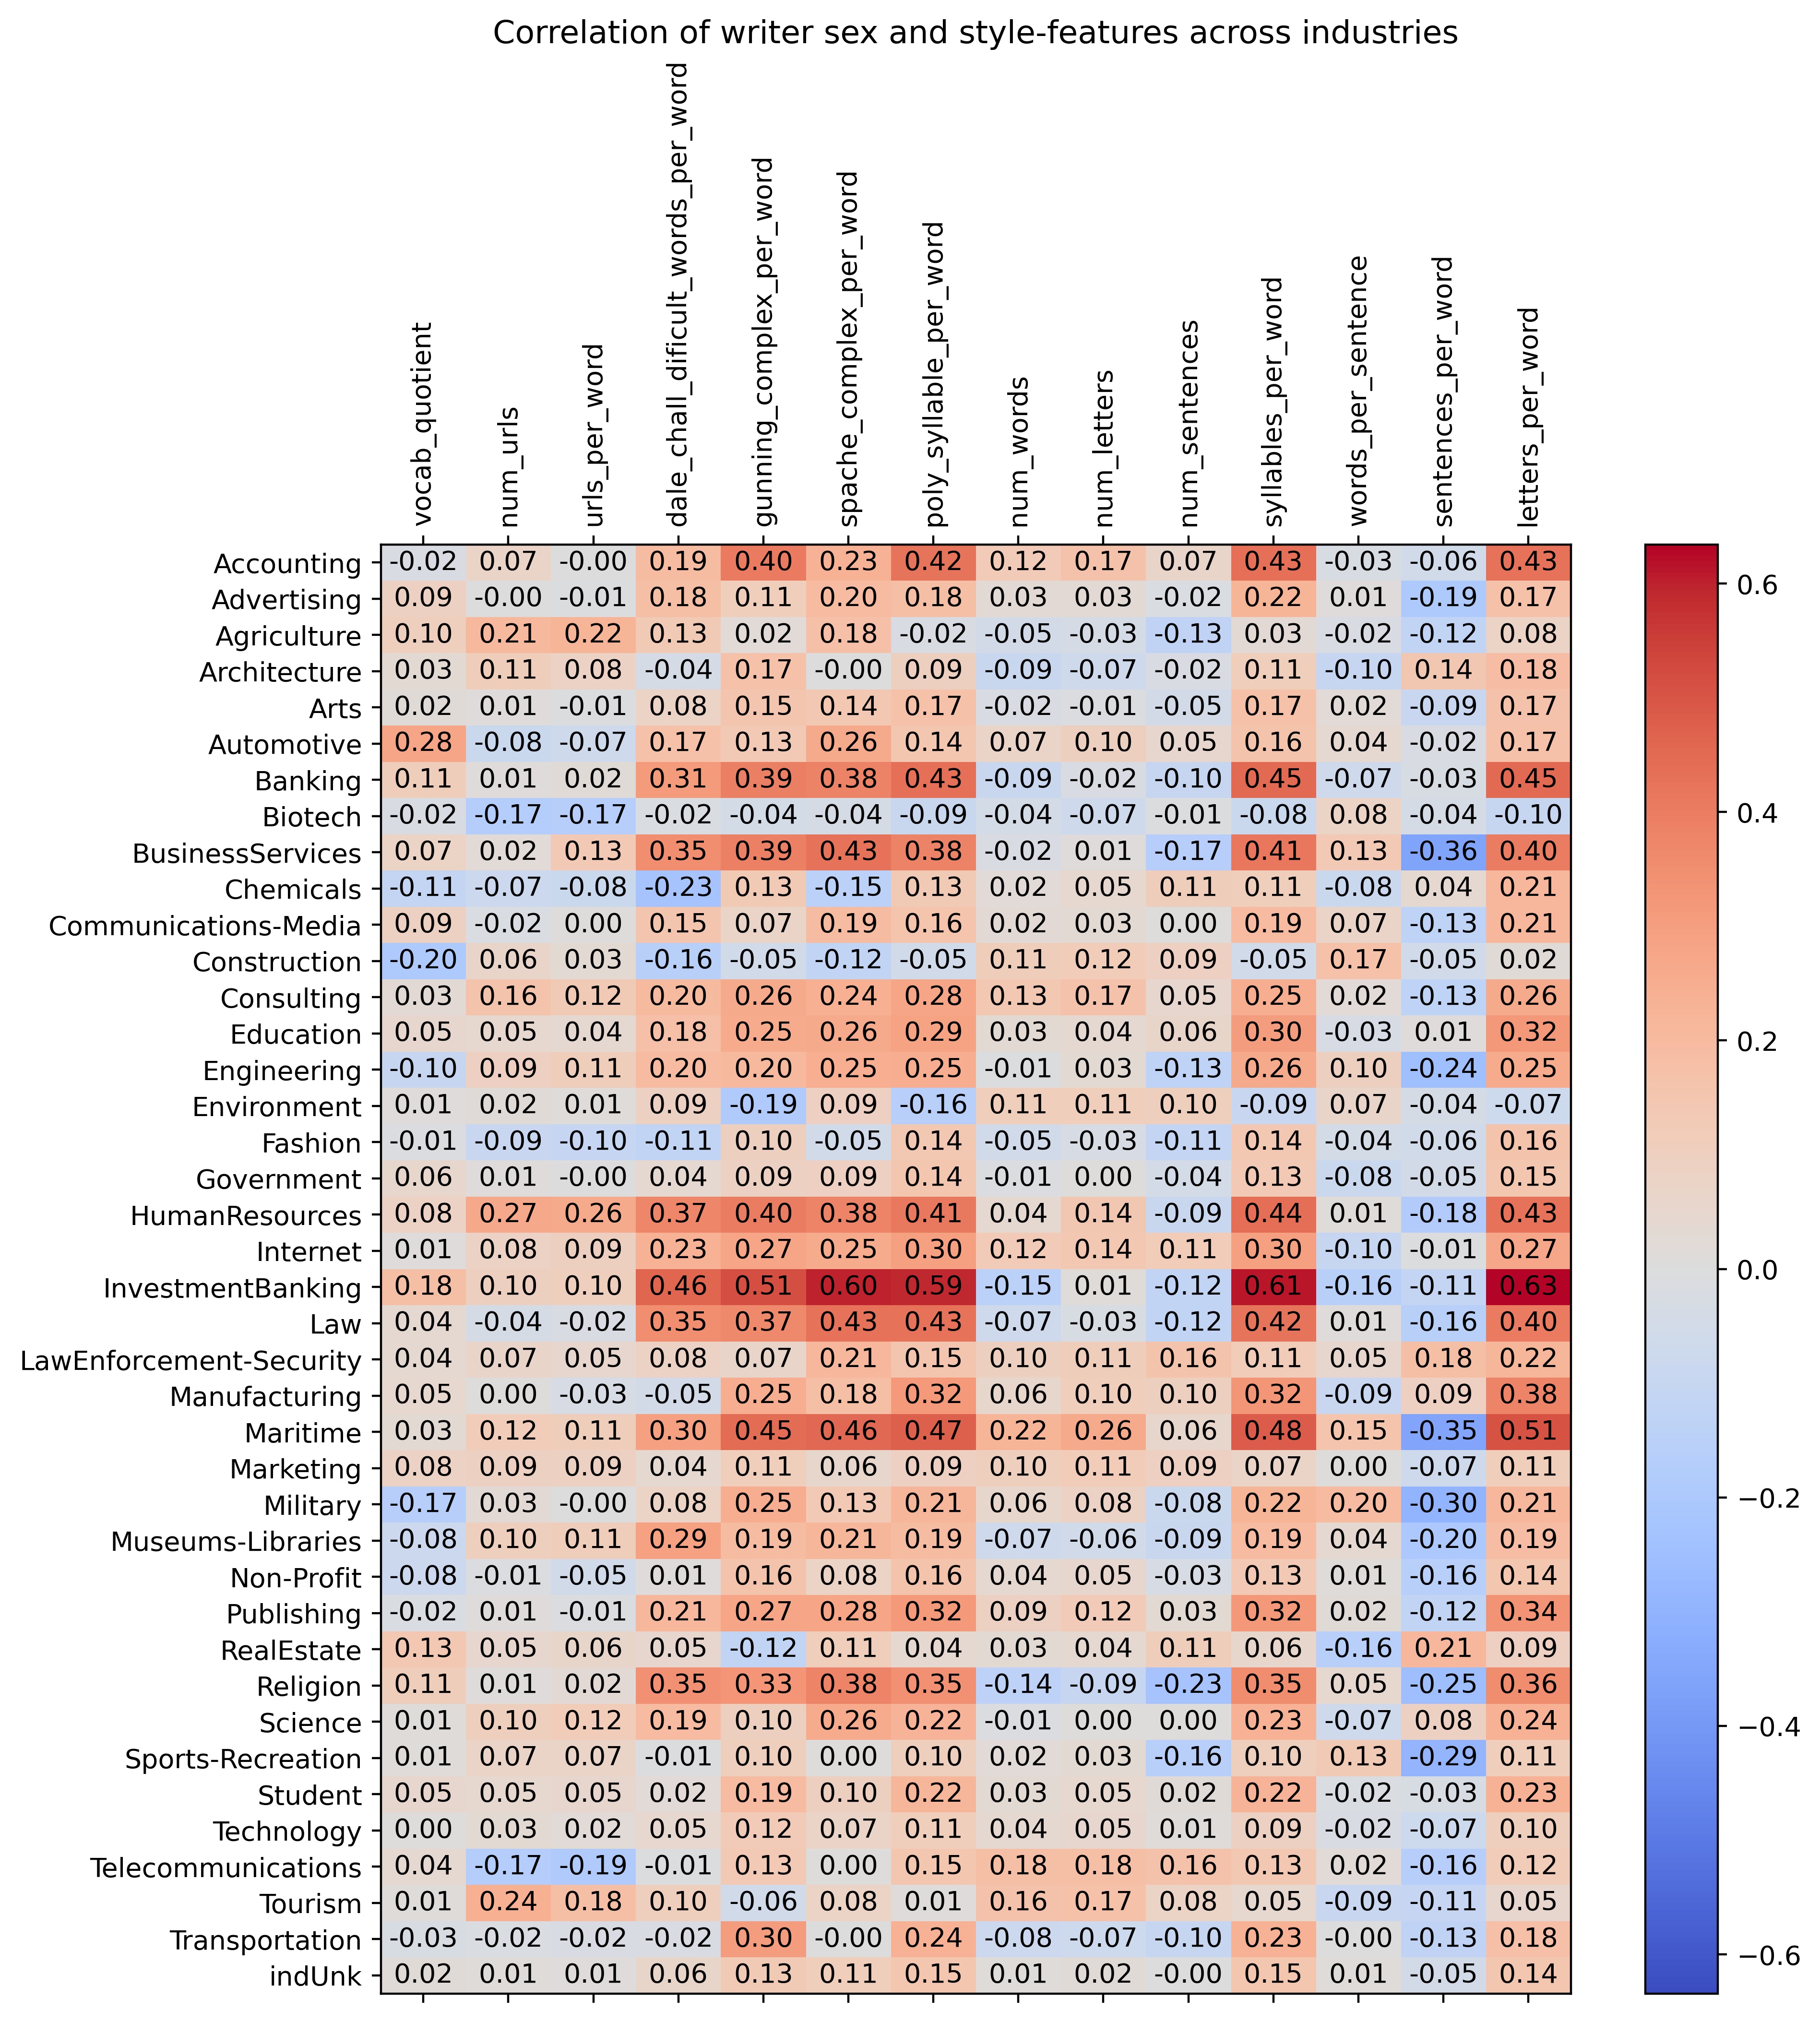 Correlation of writer sex and style-features across industries
vocab_quotient
num_urls
urls_per_word
dale_chall_dificult_words_per_word
gunning_complex_per_word
spache_complex_per_word
poly_syllable_per_word
num_words
num_letters
num_sentences
syllables_per_word
words_per_sentence
sentences_per_word
letters_per_word
Accounting -0.02 0.07 -0.00 0.19 0.40 0.23 0.42 0.12 0.17 0.07 0.43 -0.03 -0.06 0.43
Advertising 0.09 -0.00 -0.01 0.18 0.11 0.20 0.18 0.03 0.03 -0.02 0.22 0.01 -0.19 0.17
Agriculture 0.10 0.21 0.22 0.13 0.02 0.18 -0.02 -0.05 -0.03 -0.13 0.03 -0.02 -0.12 0.08
Architecture 0.03 0.11 0.08 -0.04 0.17 -0.00 0.09 -0.09 -0.07 -0.02 0.11 -0.10 0.14 0.18
Arts 0.02 0.01 -0.01 0.08 0.15 0.14 0.17 -0.02 -0.01 -0.05 0.17 0.02 -0.09 0.17
Automotive 0.28 -0.08 -0.07 0.17 0.13 0.26 0.14 0.07 0.10 0.05 0.16 0.04 -0.02 0.17
Banking 0.11 0.01 0.02 0.31 0.39 0.38 0.43 -0.09 -0.02 -0.10 0.45 -0.07 -0.03 0.45
Biotech -0.02 -0.17 -0.17 -0.02 -0.04 -0.04 -0.09 -0.04 -0.07 -0.01 -0.08 0.08 -0.04 -0.10
BusinessServices 0.07 0.02 0.13 0.35 0.39 0.43 0.38 -0.02 0.01 -0.17 0.41 0.13 -0.36 0.40
Chemicals -0.11 -0.07 -0.08 -0.23 0.13 -0.15 0.13 0.02 0.05 0.11 0.11 -0.08 0.04 0.21
Communications-Media 0.09 -0.02 0.00 0.15 0.07 0.19 0.16 0.02 0.03 0.00 0.19 0.07 -0.13 0.21
Construction -0.20 0.06 0.03 -0.16 -0.05 -0.12 -0.05 0.11 0.12 0.09 -0.05 0.17 -0.05 0.02
Consulting 0.03 0.16 0.12 0.20 0.26 0.24 0.28 0.13 0.17 0.05 0.25 0.02 -0.13 0.26
Education 0.05 0.05 0.04 0.18 0.25 0.26 0.29 0.03 0.04 0.06 0.30 -0.03 0.01 0.32
Engineering -0.10 0.09 0.11 0.20 0.20 0.25 0.25 -0.01 0.03 -0.13 0.26 0.10 -0.24 0.25
Environment 0.01 0.02 0.01 0.09 -0.19 0.09 -0.16 0.11 0.11 0.10 -0.09 0.07 -0.04 -0.07
Fashion -0.01 -0.09 -0.10 -0.11 0.10 -0.05 0.14 -0.05 -0.03 -0.11 0.14 -0.04 -0.06 0.16
Government 0.06 0.01 -0.00 0.04 0.09 0.09 0.14 -0.01 0.00 -0.04 0.13 -0.08 -0.05 0.15
HumanResources 0.08 0.27 0.26 0.37 0.40 0.38 0.41 0.04 0.14 -0.09 0.44 0.01 -0.18 0.43
Internet 0.01 0.08 0.09 0.23 0.27 0.25 0.30 0.12 0.14 0.11 0.30 -0.10 -0.01 0.27
InvestmentBanking 0.18 0.10 0.10 0.46 0.51 0.60 0.59 -0.15 0.01 -0.12 0.61 -0.16 -0.11 0.63
Law 0.04 -0.04 -0.02 0.35 0.37 0.43 0.43 -0.07 -0.03 -0.12 0.42 0.01 -0.16 0.40
LawEnforcement-Security 0.04 0.07 0.05 0.08 0.07 0.21 0.15 0.10 0.11 0.16 0.11 0.05 0.18 0.22
Manufacturing 0.05 0.00 -0.03 -0.05 0.25 0.18 0.32 0.06 0.10 0.10 0.32 -0.09 0.09 0.38
Maritime 0.03 0.12 0.11 0.30 0.45 0.46 0.47 0.22 0.26 0.06 0.48 0.15 -0.35 0.51
Marketing 0.08 0.09 0.09 0.04 0.11 0.06 0.09 0.10 0.11 0.09 0.07 0.00 -0.07 0.11
Military -0.17 0.03 -0.00 0.08 0.25 0.13 0.21 0.06 0.08 -0.08 0.22 0.20 -0.30 0.21
Museums-Libraries -0.08 0.10 0.11 0.29 0.19 0.21 0.19 -0.07 -0.06 -0.09 0.19 0.04 -0.20 0.19
Non-Profit -0.08 -0.01 -0.05 0.01 0.16 0.08 0.16 0.04 0.05 -0.03 0.13 0.01 -0.16 0.14
Publishing -0.02 0.01 -0.01 0.21 0.27 0.28 0.32 0.09 0.12 0.03 0.32 0.02 -0.12 0.34
RealEstate 0.13 0.05 0.06 0.05 -0.12 0.11 0.04 0.03 0.04 0.11 0.06 -0.16 0.21 0.09
Religion 0.11 0.01 0.02 0.35 0.33 0.38 0.35 -0.14 -0.09 -0.23 0.35 0.05 -0.25 0.36
Science 0.01 0.10 0.12 0.19 0.10 0.26 0.22 -0.01 0.00 0.00 0.23 -0.07 0.08 0.24
Sports-Recreation 0.01 0.07 0.07 -0.01 0.10 0.00 0.10 0.02 0.03 -0.16 0.10 0.13 -0.29 0.11
Student 0.05 0.05 0.05 0.02 0.19 0.10 0.22 0.03 0.05 0.02 0.22 -0.02 -0.03 0.23
Technology 0.00 0.03 0.02 0.05 0.12 0.07 0.11 0.04 0.05 0.01 0.09 -0.02 -0.07 0.10
Telecommunications 0.04 -0.17 -0.19 -0.01 0.13 0.00 0.15 0.18 0.18 0.16 0.13 0.02 -0.16 0.12
Tourism 0.01 0.24 0.18 0.10 -0.06 0.08 0.01 0.16 0.17 0.08 0.05 -0.09 -0.11 0.05
Transportation -0.03 -0.02 -0.02 -0.02 0.30 -0.00 0.24 -0.08 -0.07 -0.10 0.23 -0.00 -0.13 0.18
indUnk 0.02 0.01 0.01 0.06 0.13 0.11 0.15 0.01 0.02 -0.00 0.15 0.01 -0.05 0.14
0.6
0.4
0.2
0.0
−0.2
−0.4
−0.6